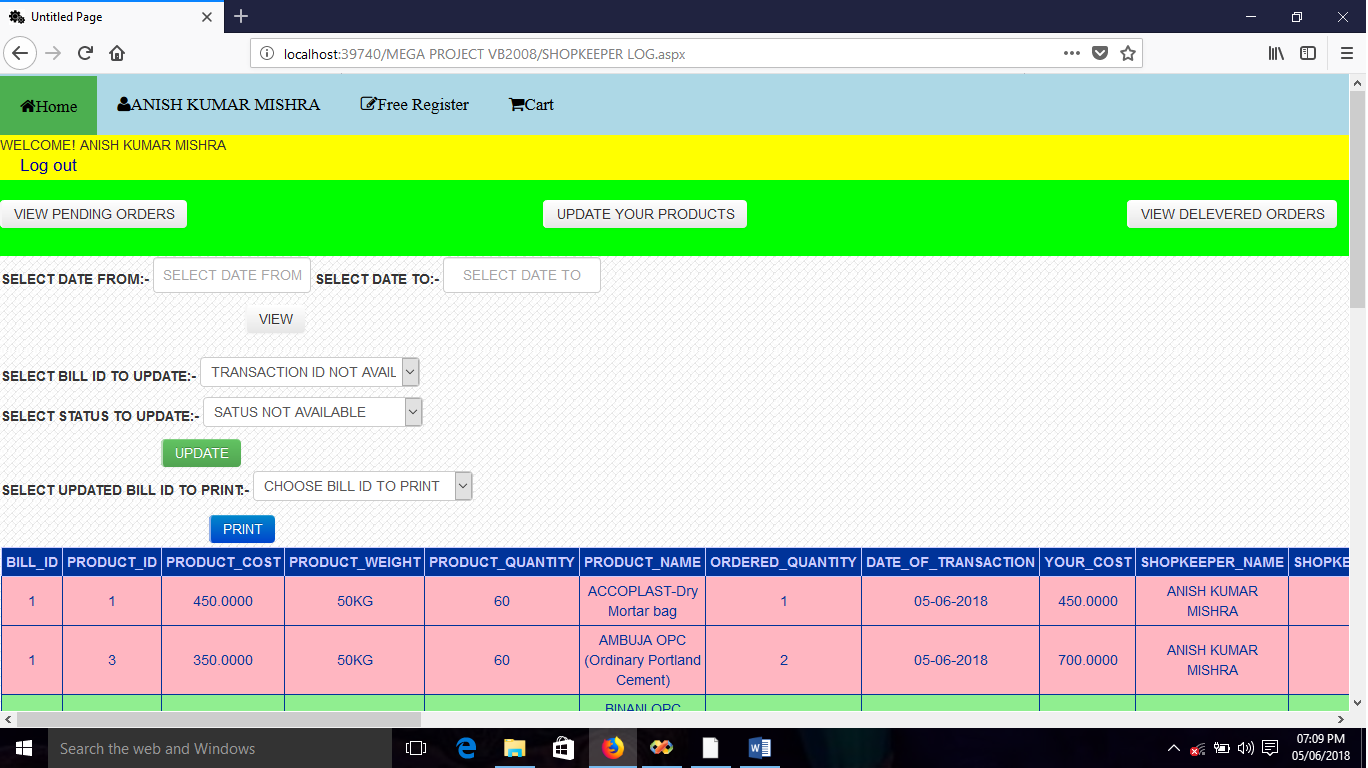 Untitled Page
localhost:39740/MEGA PROJECT VB2008/SHOPKEEPER LOG.aspx
Home ANISH KUMAR MISHRA Free Register Cart
WELCOME! ANISH KUMAR MISHRA
Log out
VIEW PENDING ORDERS UPDATE YOUR PRODUCTS VIEW DELEVERED ORDERS
SELECT DATE FROM:- SELECT DATE FROM SELECT DATE TO:- SELECT DATE TO
VIEW
SELECT BILL ID TO UPDATE:- TRANSACTION ID NOT AVAIL
SELECT STATUS TO UPDATE:- SATUS NOT AVAILABLE
UPDATE
SELECT UPDATED BILL ID TO PRINT:- CHOOSE BILL ID TO PRINT
PRINT
BILL_ID PRODUCT_ID PRODUCT_COST PRODUCT_WEIGHT PRODUCT_QUANTITY PRODUCT_NAME ORDERED_QUANTITY DATE_OF_TRANSACTION YOUR_COST SHOPKEEPER_NAME SHOPKE
1 1 450.0000 50KG 60 ACCOPLAST-Dry Mortar bag 1 05-06-2018 450.0000 ANISH KUMAR MISHRA
1 3 350.0000 50KG 60 AMBUJA OPC (Ordinary Portland Cement) 2 05-06-2018 700.0000 ANISH KUMAR MISHRA
BINANI OPC
Search the web and Windows
07:09 PM
05/06/2018